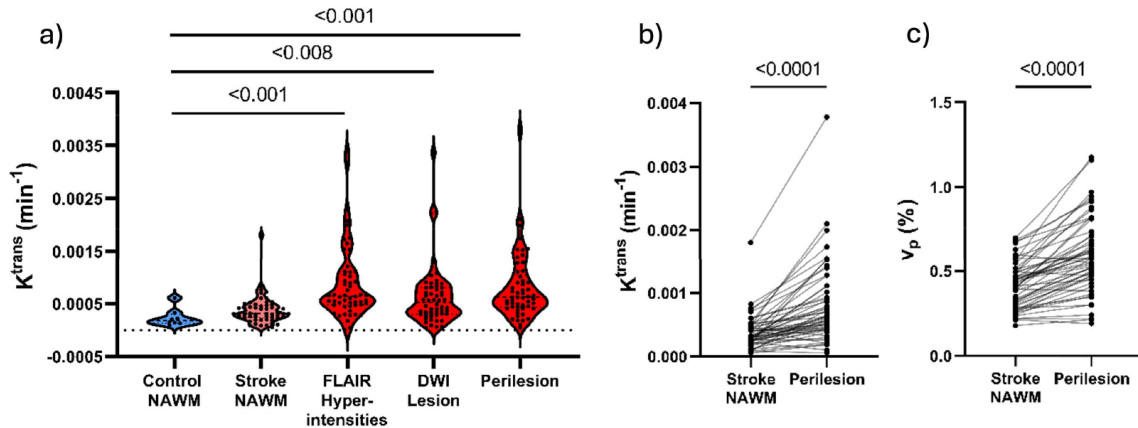 a)
<0.001
<0.008
<0.001
K^trans (min^-1)
0.0045
0.0035
0.0025
0.0015
0.0005
-0.0005
Control
NAWM
Stroke
NAWM
FLAIR
Hyper-
intensities
DWI
Lesion
Perilesion
b)
<0.0001
K^trans (min^-1)
0.004
0.003
0.002
0.001
0.000
Stroke
NAWM
Perilesion
c)
<0.0001
v_p (%)
1.5
1.0
0.5
0.0
Stroke
NAWM
Perilesion